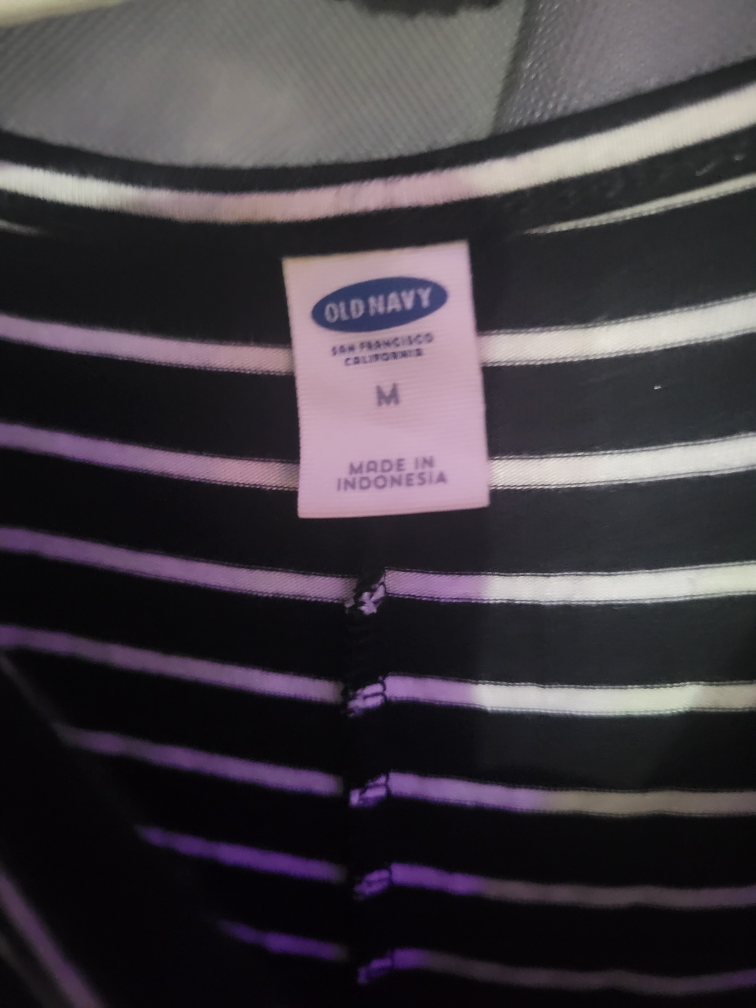 OLD NAVY
SAN FRANCISCO
CALIFORNIA
M
MADE IN
INDONESIA